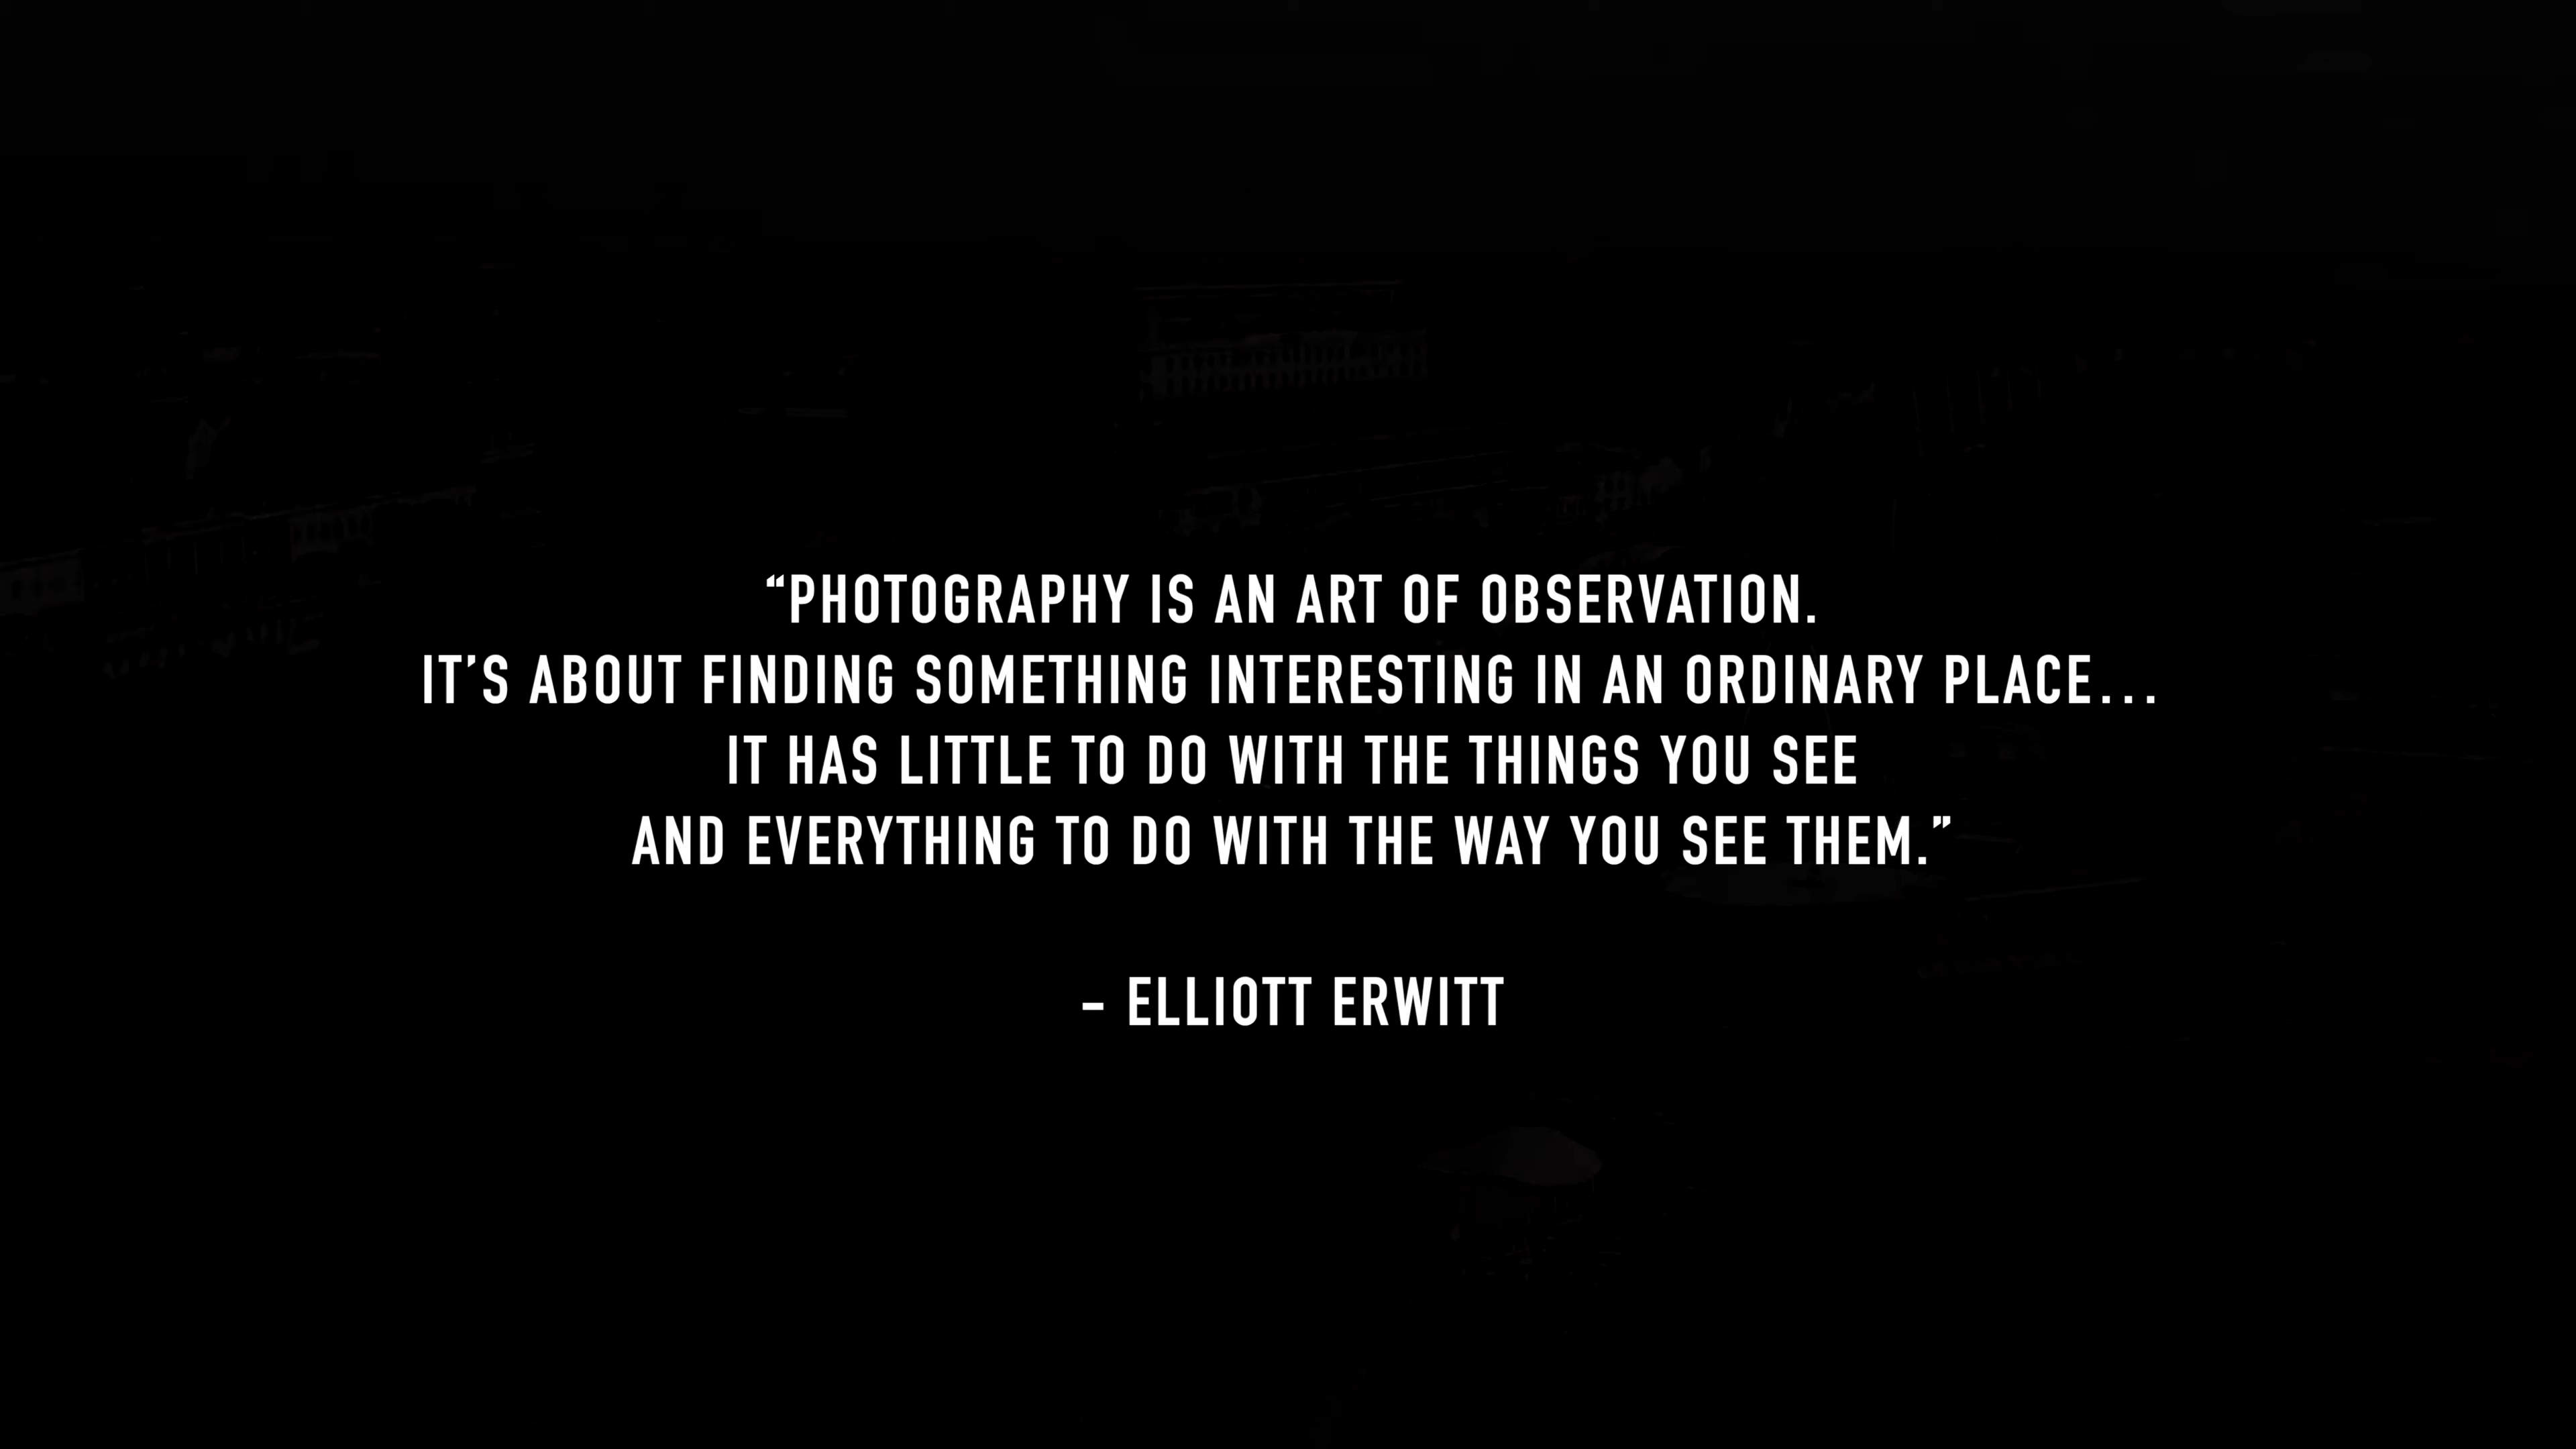 “PHOTOGRAPHY IS AN ART OF OBSERVATION.
IT’S ABOUT FINDING SOMETHING INTERESTING IN AN ORDINARY PLACE...
IT HAS LITTLE TO DO WITH THE THINGS YOU SEE
AND EVERYTHING TO DO WITH THE WAY YOU SEE THEM.”
- ELLIOTT ERWITT